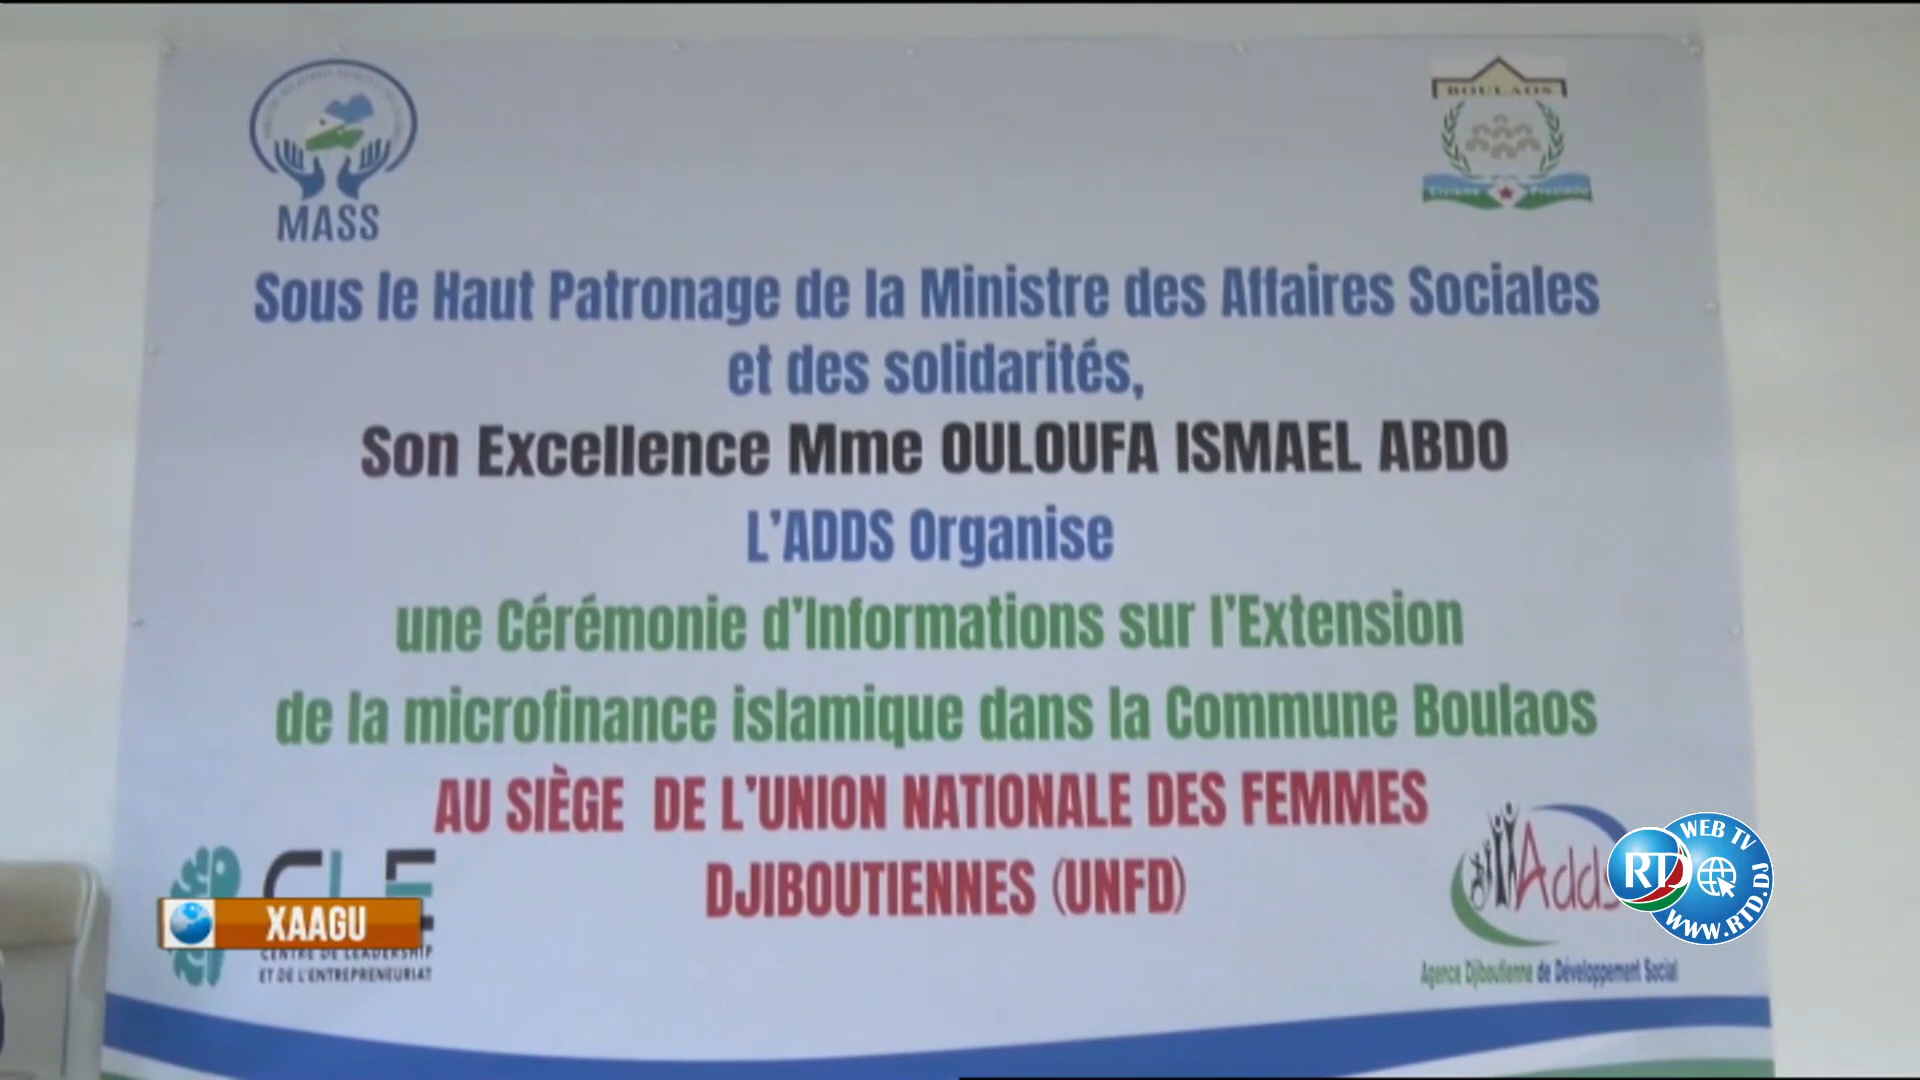 BOULAOS
MASS
Sous le Haut Patronage de la Ministre des Affaires Sociales
et des solidarités,
Son Excellence Mme OULOUFA ISMAEL ABDO
L'ADDS Organise
une Cérémonie d'Informations sur l'Extension
de la microfinance islamique dans la Commune Boulaos
AU SIÈGE DE L'UNION NATIONALE DES FEMMES
DJIBOUTIENNES (UNFD)
CLE
XAAGU
CENTRE DE LEADERSHIP
ET DE L'ENTREPRENEURIAT
Adds
Agence Djiboutienne de Développement Social
WEB TV
RTD
WWW.RTD.DJ